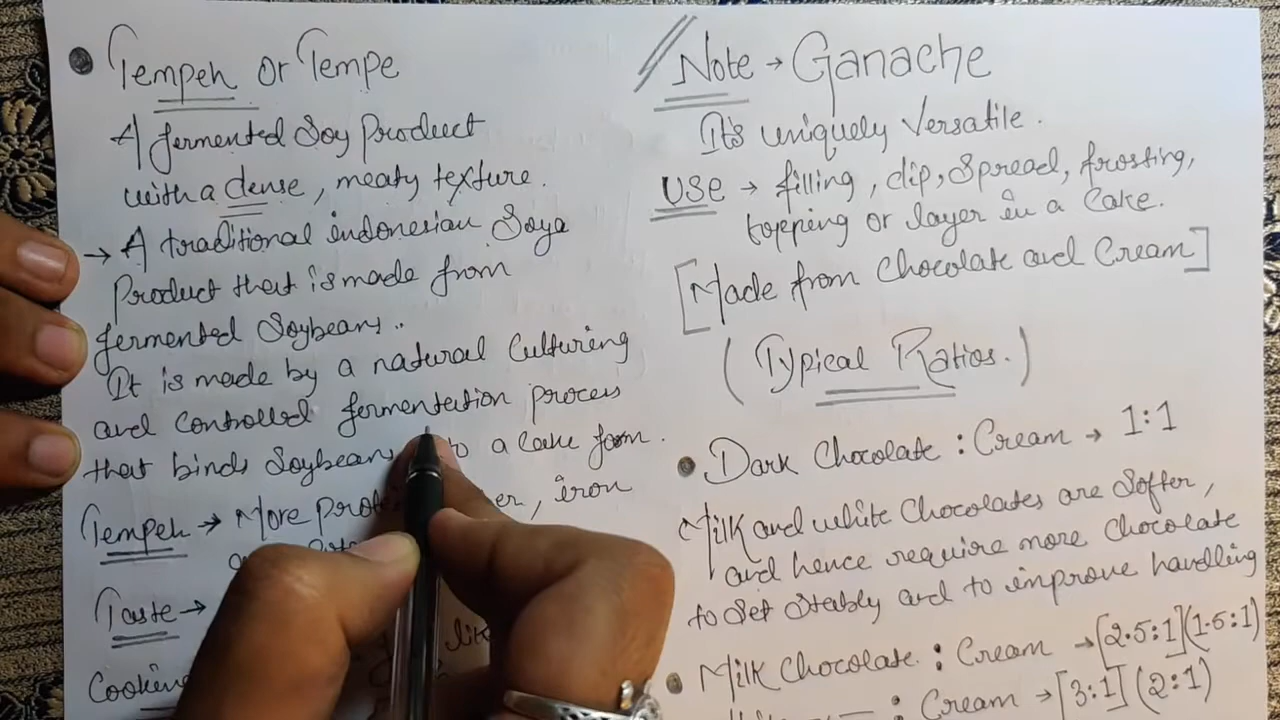 Tempeh or Tempe
A fermented Soy Product
with a dense, meaty texture.
→ A traditional indonesian Soya
Product that is made from
fermented Soybeans..
It is made by a natural Culturing
and Controlled fermentation process
that binds Soybeans to a Cake form.
Tempeh → More , iron
Taste →
Cooking
Note → Ganache
It's uniquely Versatile.
USE → filling, dip, Spread, frosting,
topping or layer in a Cake.
[Made from Chocolate and Cream]
(Typical Ratios.)
Dark Chocolate : Cream → 1:1
Milk and white Chocolates are Softer,
and hence require more Chocolate
to Set Stably and to improve handling
Milk Chocolate : Cream → [2.5:1] (1.5:1)
: Cream → [3:1] (2:1)